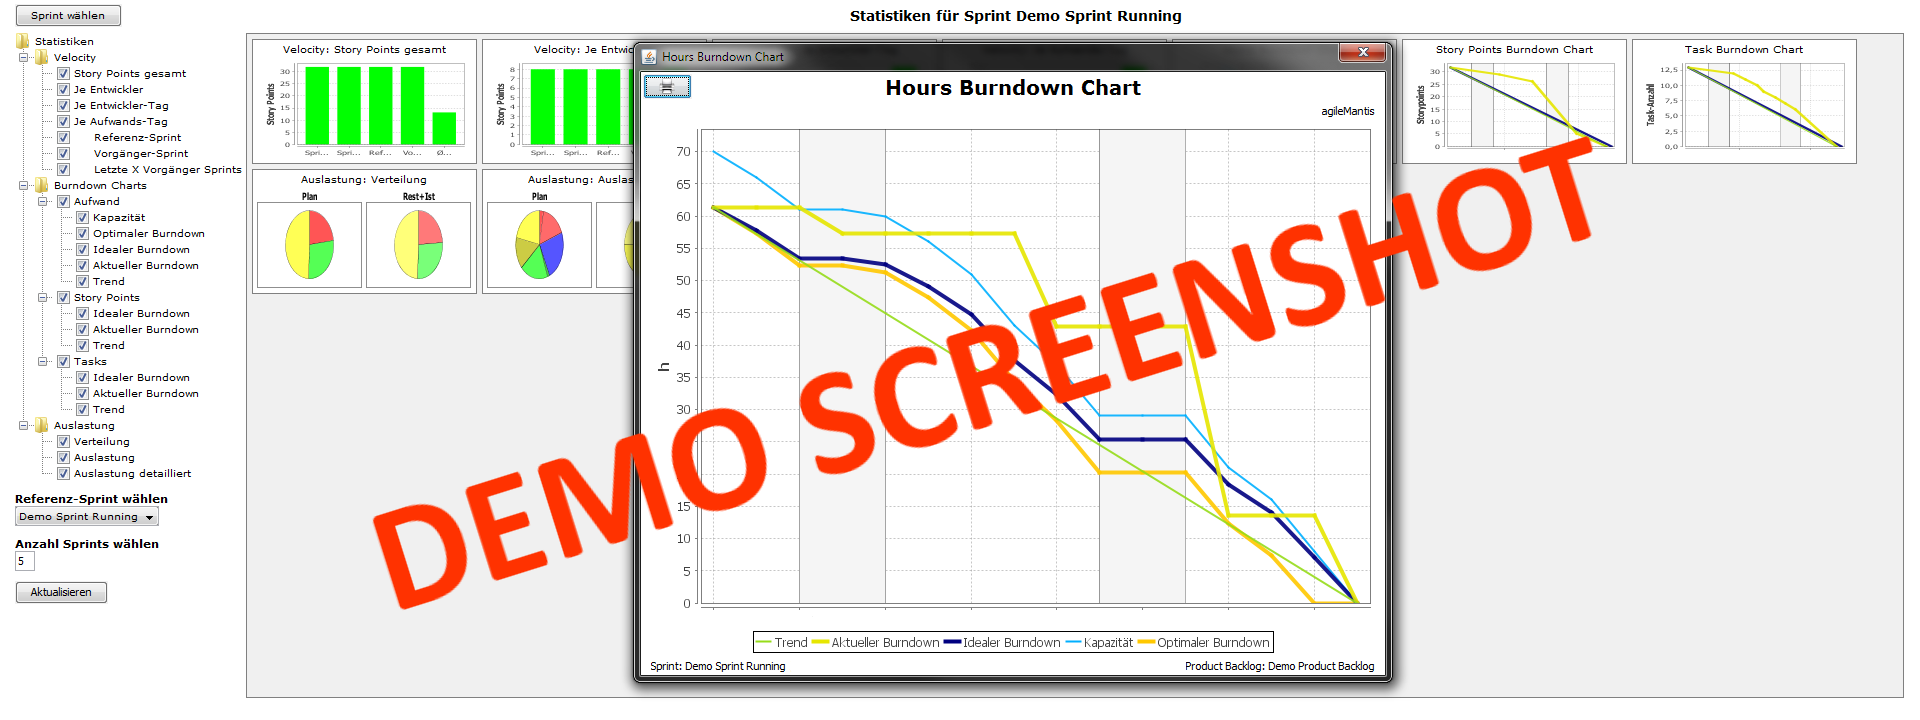 Sprint wählen
Statistiken für Sprint Demo Sprint Running
Statistiken
Velocity
Story Points gesamt
Je Entwickler
Je Entwickler-Tag
Je Aufwands-Tag
Referenz-Sprint
Vorgänger-Sprint
Letzte X Vorgänger Sprints
Burndown Charts
Aufwand
Kapazität
Optimaler Burndown
Idealer Burndown
Aktueller Burndown
Trend
Story Points
Idealer Burndown
Aktueller Burndown
Trend
Tasks
Idealer Burndown
Aktueller Burndown
Trend
Auslastung
Verteilung
Auslastung
Auslastung detailliert
Referenz-Sprint wählen
Demo Sprint Running
Anzahl Sprints wählen
5
Aktualisieren
Velocity: Story Points gesamt
Story Points
30
25
20
15
10
5
0
Spri... Spri... Ref... Vo... Ø...
Velocity: Je Entwic
Story Points
8
7
6
5
4
3
2
1
0
Spri... Spri... Ref...
Auslastung: Verteilung
Plan Rest+Ist
Auslastung: Auslas
Plan
Hours Burndown Chart
Hours Burndown Chart
agileMantis
h
70
65
60
55
50
45
40
35
30
15
10
5
0
Trend Aktueller Burndown Idealer Burndown Kapazität Optimaler Burndown
Sprint: Demo Sprint Running
Product Backlog: Demo Product Backlog
Story Points Burndown Chart
Storypoints
30
25
20
15
10
5
0
Task Burndown Chart
Task-Anzahl
12,5
10,0
7,5
5,0
2,5
0,0
DEMO SCREENSHOT